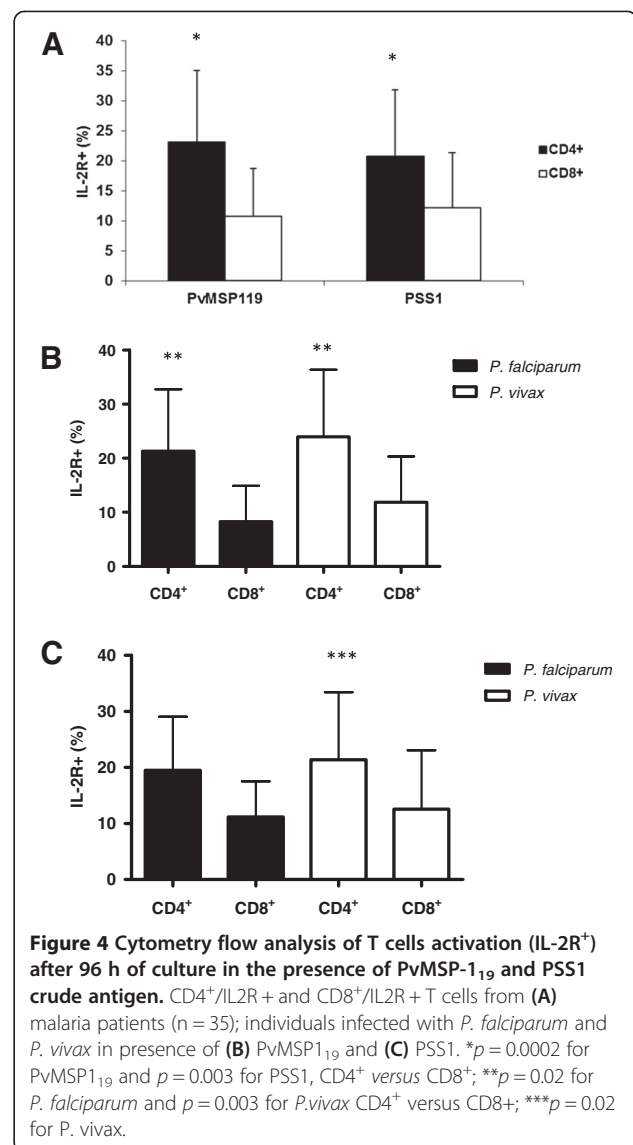 A
*
*
40
35
30
25
20
15
10
5
0
IL-2R+ (%)
CD4+
CD8+
PvMSP119
PSS1
B
**
**
40
30
20
10
0
IL-2R+ (%)
P. falciparum
P. vivax
CD4+
CD8+
CD4+
CD8+
C
***
40
30
20
10
0
IL-2R+ (%)
P. falciparum
P. vivax
CD4+
CD8+
CD4+
CD8+
Figure 4 Cytometry flow analysis of T cells activation (IL-2R+)
after 96 h of culture in the presence of PvMSP-119 and PSS1
crude antigen. CD4+/IL2R + and CD8+/IL2R + T cells from (A)
malaria patients (n = 35); individuals infected with P. falciparum and
P. vivax in presence of (B) PvMSP119 and (C) PSS1. *p = 0.0002 for
PvMSP119 and p = 0.003 for PSS1, CD4+ versus CD8+; **p = 0.02 for
P. falciparum and p = 0.003 for P.vivax CD4+ versus CD8+; ***p = 0.02
for P. vivax.